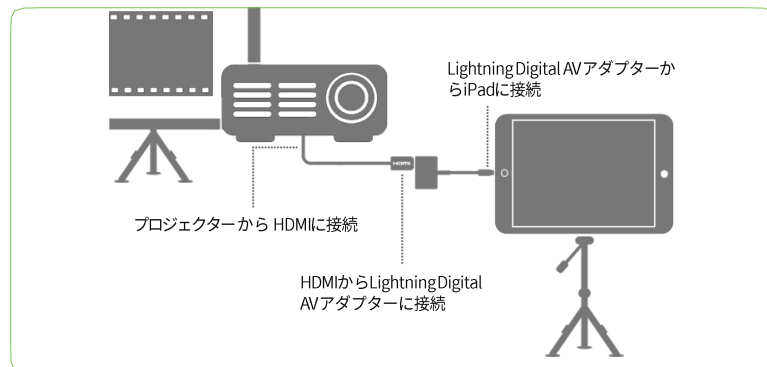 Lightning Digital AVアダプターか
らiPadに接続
HDMI
プロジェクターから HDMIに接続
HDMIからLightning Digital
AVアダプターに接続